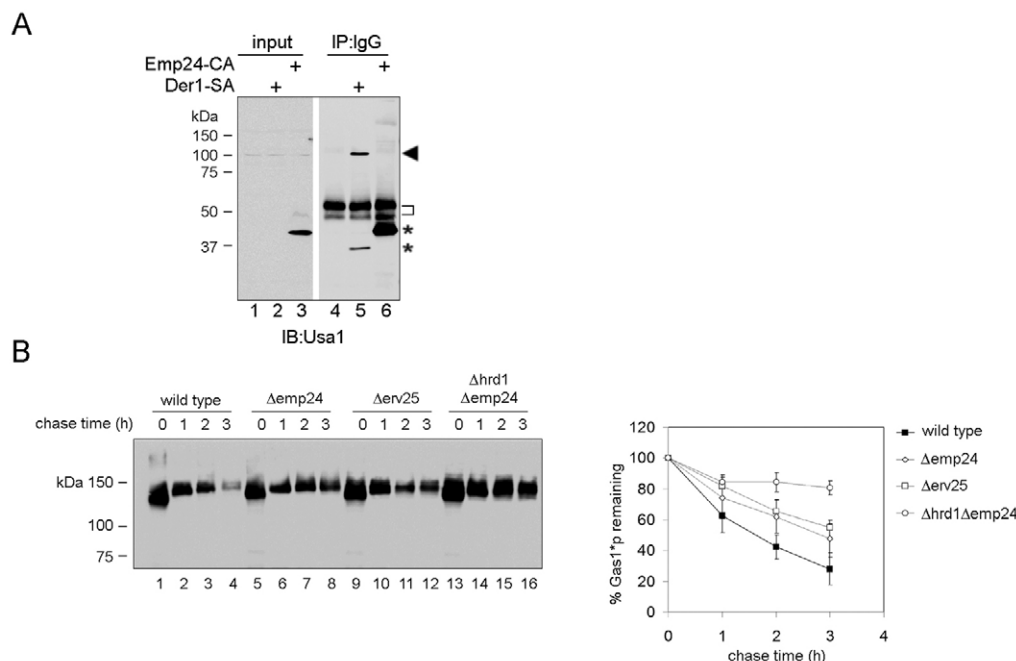 A
input IP:IgG
Emp24-CA + +
Der1-SA + +
kDa
150
100
75
50
37
*
*
1 2 3 4 5 6
IB:Usa1
B
wild type Δemp24 Δerv25 Δhrd1 Δemp24
chase time (h) 0 1 2 3 0 1 2 3 0 1 2 3 0 1 2 3
kDa 150
100
75
1 2 3 4 5 6 7 8 9 10 11 12 13 14 15 16
% Gas1*p remaining
120
100
80
60
40
20
0
0 1 2 3 4
chase time (h)
wild type
Δemp24
Δerv25
Δhrd1Δemp24